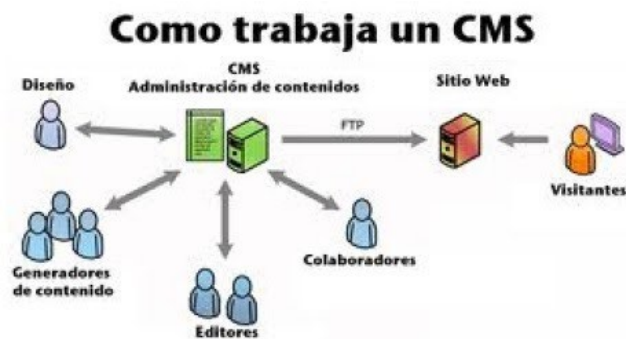 Como trabaja un CMS
CMS
Diseño
Administración de contenidos
Sitio Web
FTP
Visitantes
Colaboradores
Generadores
de contenido
Editores